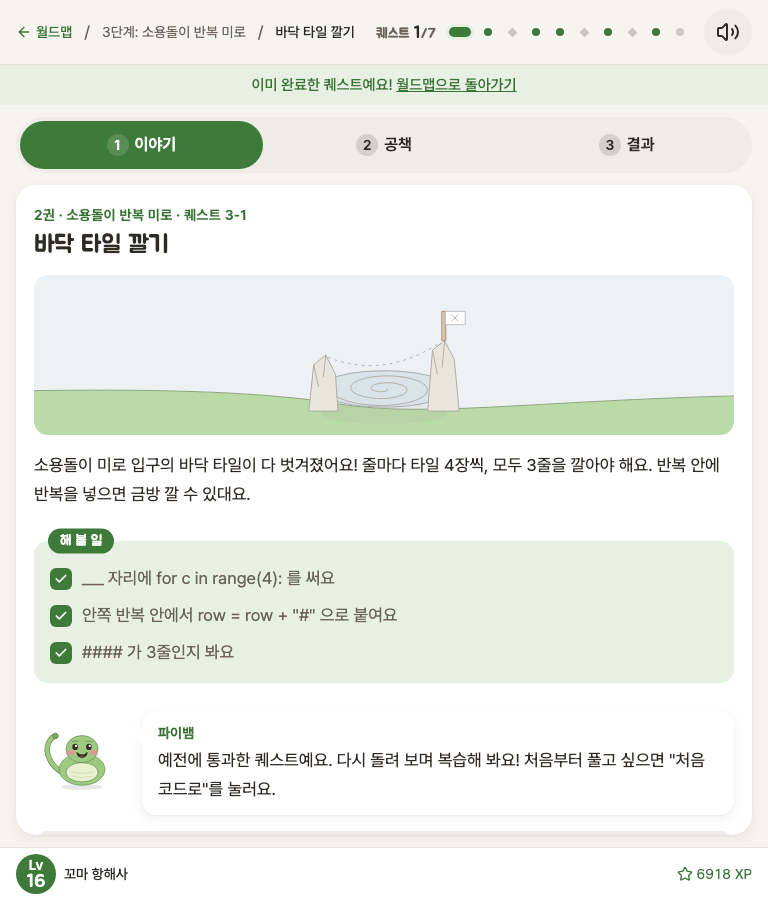 ← 월드맵 / 3단계: 소용돌이 반복 미로 / 바닥 타일 깔기 퀘스트 1/7
이미 완료한 퀘스트예요! 월드맵으로 돌아가기
1 이야기 2 공책 3 결과
2권 · 소용돌이 반복 미로 · 퀘스트 3-1
바닥 타일 깔기
소용돌이 미로 입구의 바닥 타일이 다 벗겨졌어요! 줄마다 타일 4장씩, 모두 3줄을 깔아야 해요. 반복 안에
반복을 넣으면 금방 깔 수 있대요.
해 볼 일
___ 자리에 for c in range(4): 를 써요
안쪽 반복 안에서 row = row + "#" 으로 붙여요
#### 가 3줄인지 봐요
파이뱀
예전에 통과한 퀘스트예요. 다시 돌려 보며 복습해 봐요! 처음부터 풀고 싶으면 "처음
코드로"를 눌러요.
Lv
16 꼬마 항해사 6918 XP